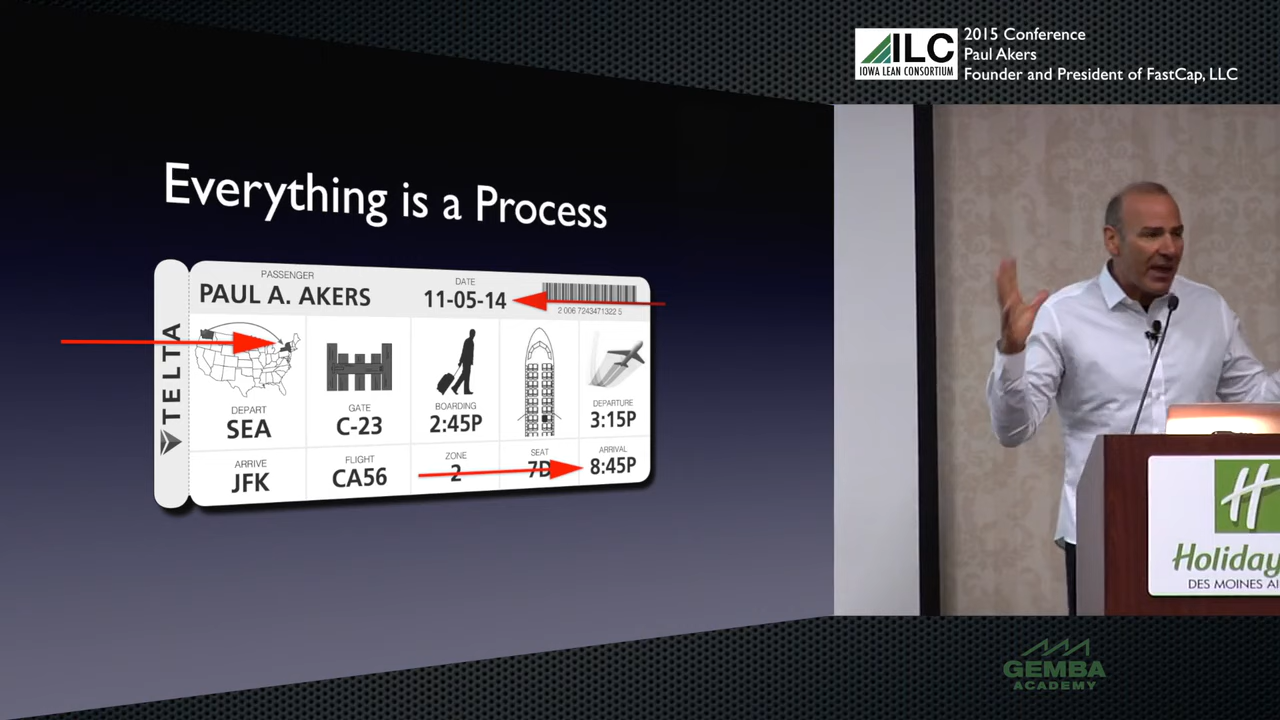 ILC
IOWA LEAN CONSORTIUM
2015 Conference
Paul Akers
Founder and President of FastCap, LLC
Everything is a Process
PASSENGER
PAUL A. AKERS
DATE
11-05-14
2 006 7243471322 5
TELTA
DEPART
SEA
GATE
C-23
BOARDING
2:45P
DEPARTURE
3:15P
ARRIVE
JFK
FLIGHT
CA56
ZONE
2
SEAT
7D
ARRIVAL
8:45P
H
Holiday
DES MOINES AI
GEMBA
ACADEMY